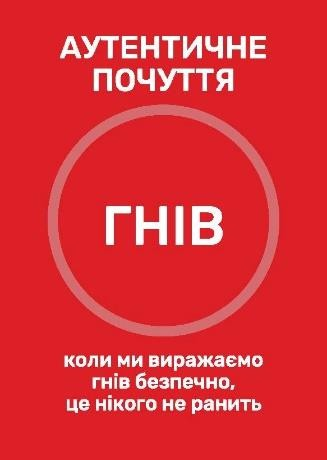 АУТЕНТИЧНЕ
ПОЧУТТЯ
ГНІВ
коли ми виражаємо
гнів безпечно,
це нікого не ранить